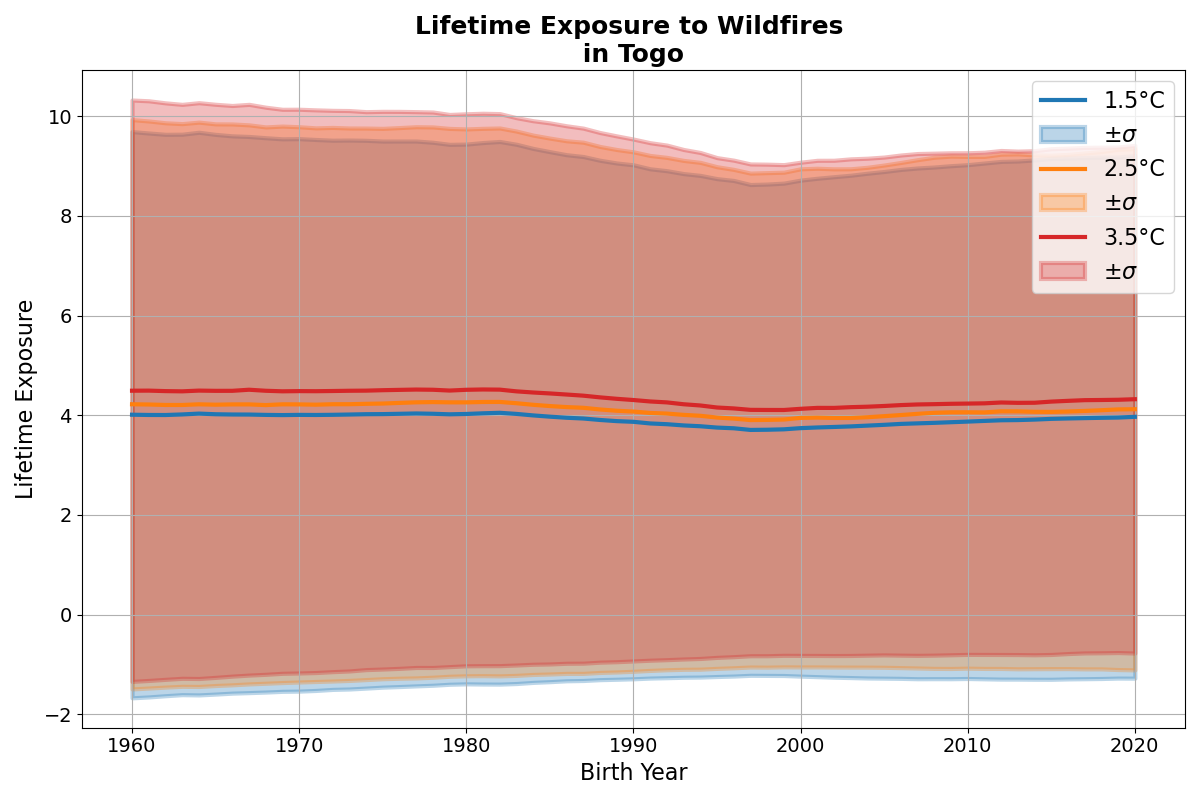 Lifetime Exposure to Wildfires
in Togo
Lifetime Exposure
10
8
6
4
2
0
−2
1960
1970
1980
1990
2000
2010
2020
Birth Year
1.5°C
±σ
2.5°C
±σ
3.5°C
±σ